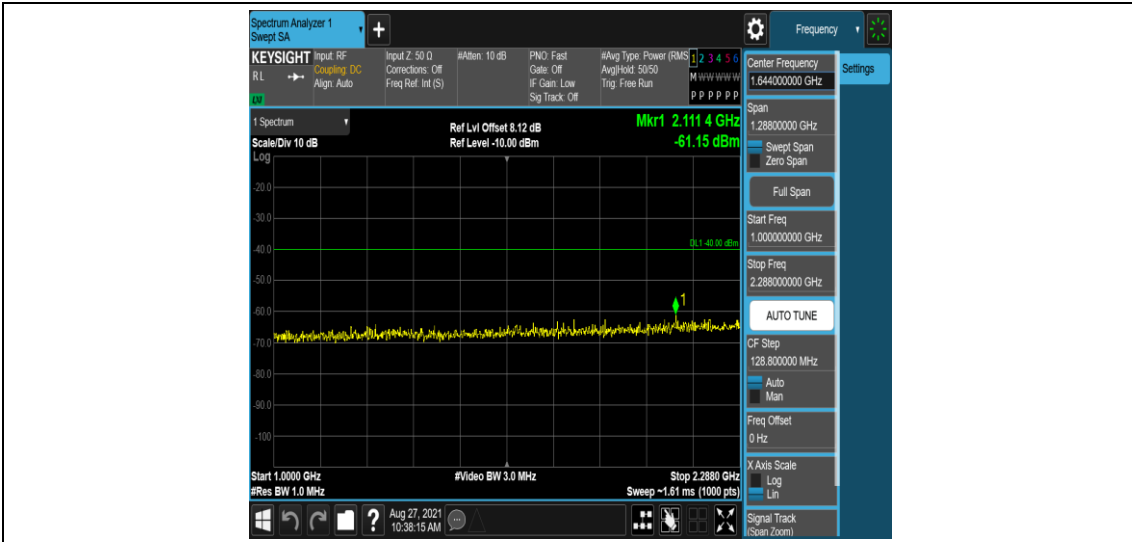 Spectrum Analyzer 1
Swept SA
+
Frequency
KEYSIGHT
RL
LXI
Input: RF
Coupling: DC
Align: Auto
Input Z: 50 Ω
Corrections: Off
Freq Ref: Int (S)
#Atten: 10 dB
PNO: Fast
Gate: Off
IF Gain: Low
Sig Track: Off
#Avg Type: Power (RMS
Avg|Hold: 50/50
Trig: Free Run
1 2 3 4 5 6
M W W W W W
P P P P P P
1 Spectrum
Scale/Div 10 dB
Log
Ref Lvl Offset 8.12 dB
Ref Level -10.00 dBm
Mkr1 2.111 4 GHz
-61.15 dBm
-20.0
-30.0
-40.0
DL1 -40.00 dBm
-50.0
1
-60.0
-70.0
-80.0
-90.0
-100
Start 1.0000 GHz
#Res BW 1.0 MHz
#Video BW 3.0 MHz
Stop 2.2880 GHz
Sweep ~1.61 ms (1000 pts)
?
Aug 27, 2021
10:38:15 AM
Center Frequency
1.644000000 GHz
Settings
Span
1.28800000 GHz
Swept Span
Zero Span
Full Span
Start Freq
1.000000000 GHz
Stop Freq
2.288000000 GHz
AUTO TUNE
CF Step
128.800000 MHz
Auto
Man
Freq Offset
0 Hz
X Axis Scale
Log
Lin
Signal Track
(Span Zoom)